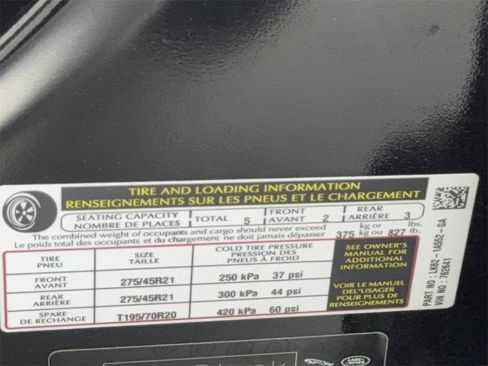 TIRE AND LOADING INFORMATION
RENSEIGNEMENTS SUR LES PNEUS ET LE CHARGEMENT
SEATING CAPACITY
NOMBRE DE PLACES
TOTAL 5
FRONT
AVANT 2
REAR
ARRIÈRE 3
The combined weight of occupants and cargo should never exceed
Le poids total des occupants et du chargement ne doit jamais dépasser
375 kg or
kg ou 827 lbs.
lb.
TIRE
PNEU
SIZE
TAILLE
COLD TIRE PRESSURE
PRESSION DES
PNEUS À FROID
FRONT
AVANT
275/45R21
250 kPa 37 psi
REAR
ARRIÈRE
275/45R21
300 kPa 44 psi
SPARE
DE RECHANGE
T195/70R20
420 kPa 60 psi
SEE OWNER'S
MANUAL FOR
ADDITIONAL
INFORMATION
VOIR LE MANUEL
DE L'USAGER
POUR PLUS DE
RENSEIGNEMENTS
PART NO : LK62-1A552-GA
VIN NO : 762641